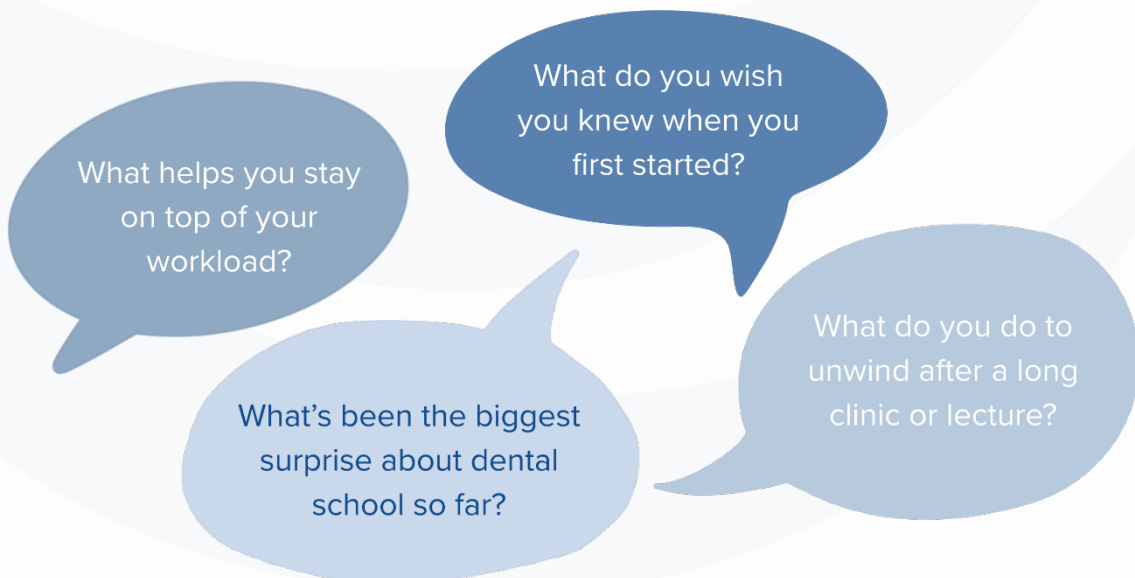 What do you wish
you knew when you
first started?
What helps you stay
on top of your
workload?
What do you do to
unwind after a long
clinic or lecture?
What’s been the biggest
surprise about dental
school so far?